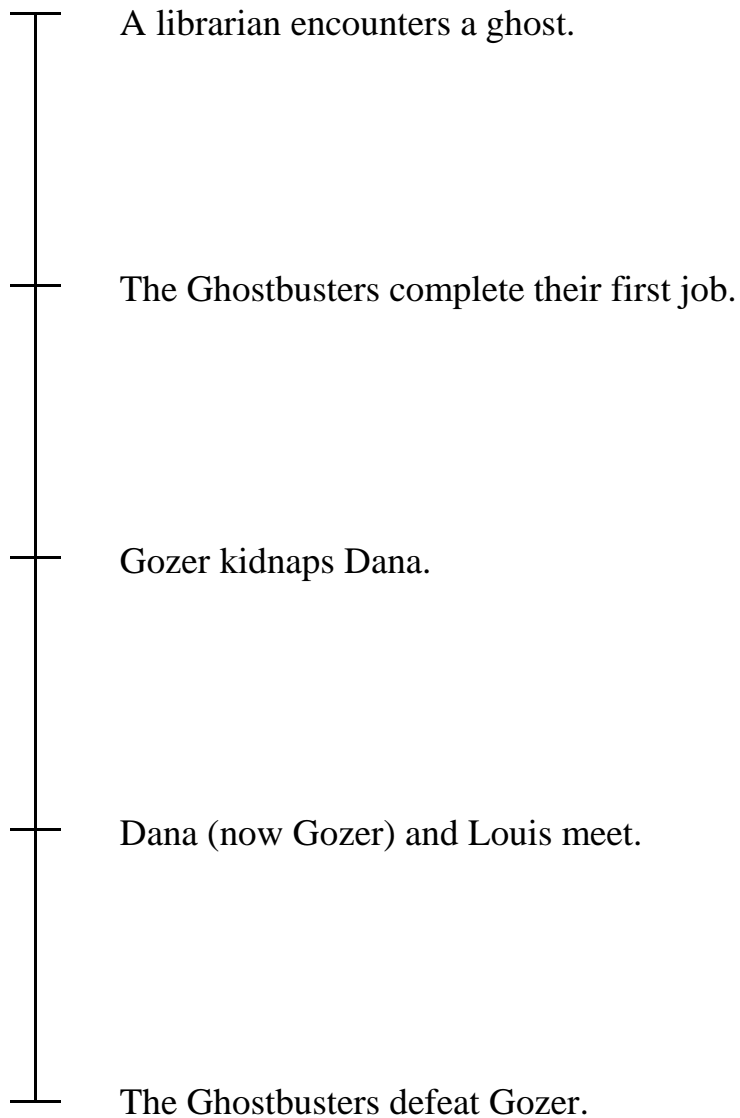 A librarian encounters a ghost.
The Ghostbusters complete their first job.
Gozer kidnaps Dana.
Dana (now Gozer) and Louis meet.
The Ghostbusters defeat Gozer.